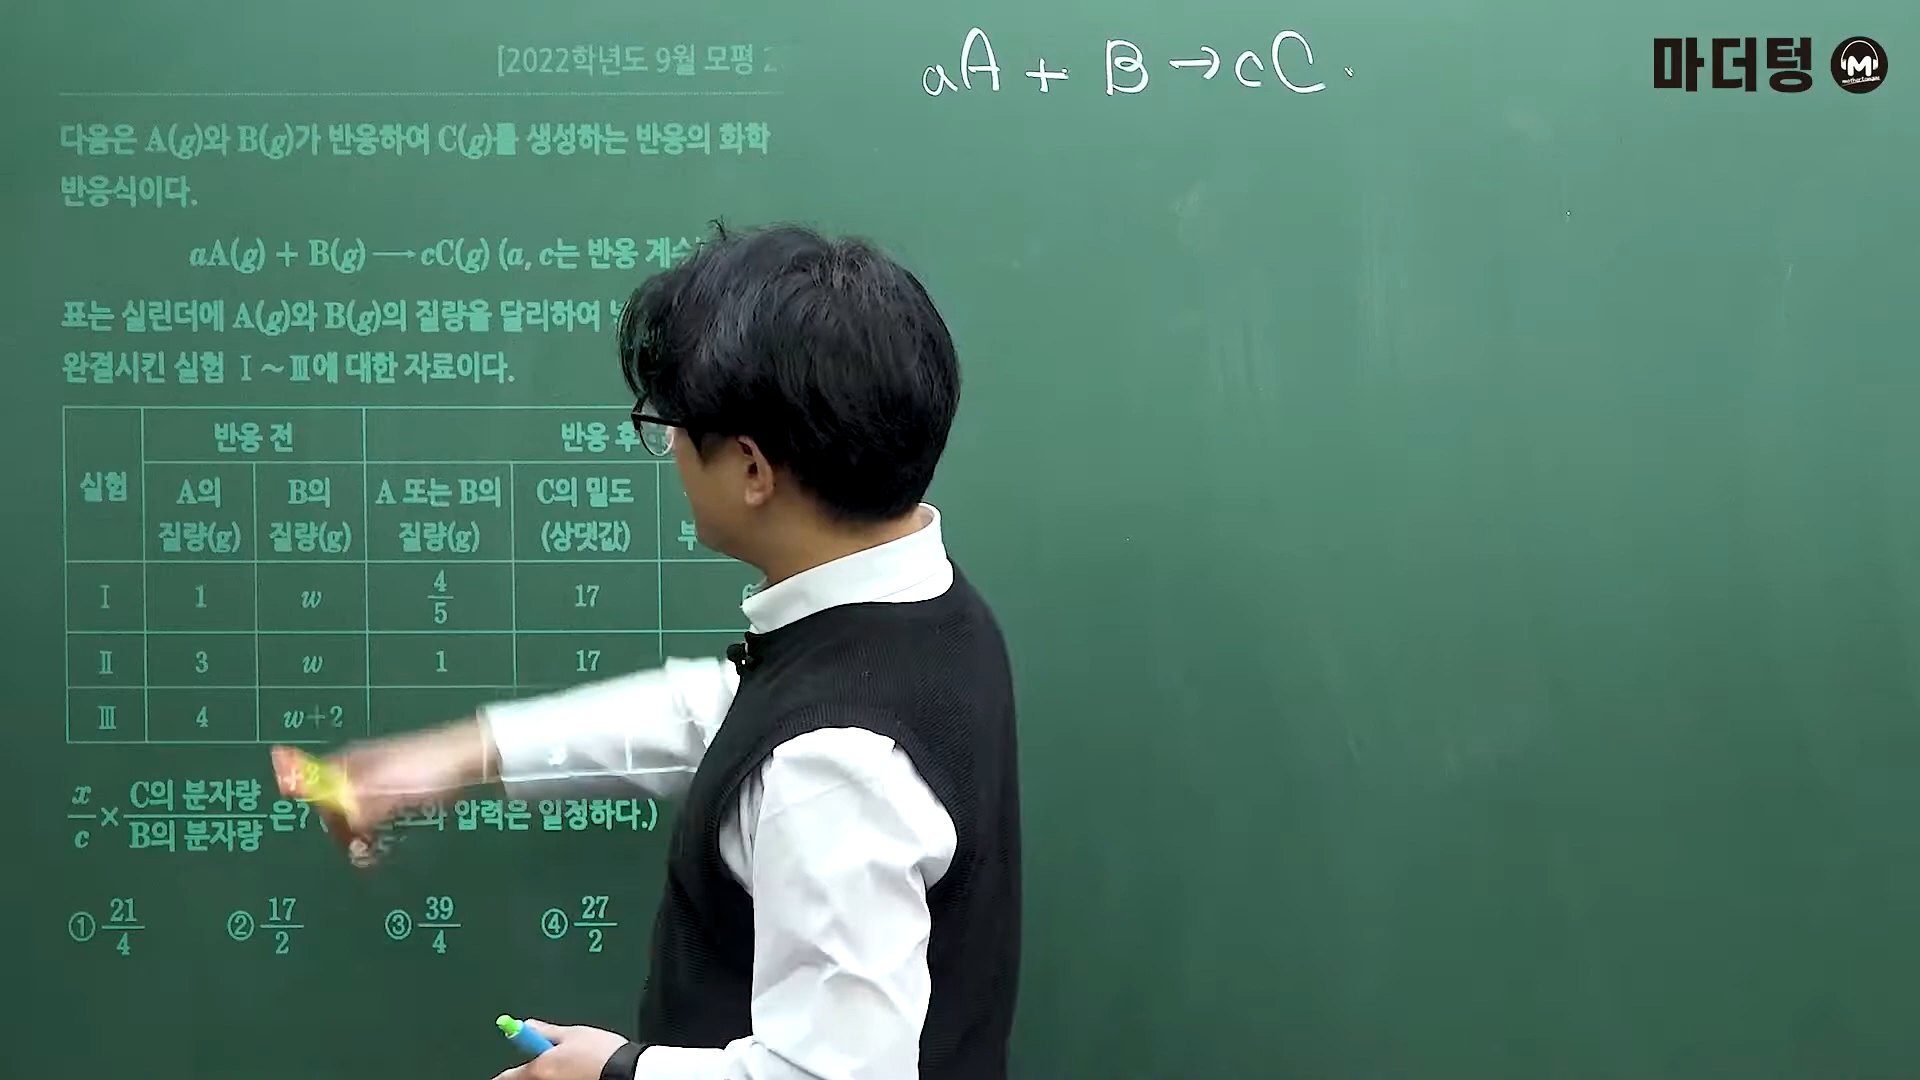 [2022학년도 9월 모평 2
aA + B → cC
마더텅 M
다음은 A(g)와 B(g)가 반응하여 C(g)를 생성하는 반응의 화학
반응식이다.
aA(g) + B(g) ⟶ cC(g) (a, c는 반응 계수
표는 실린더에 A(g)와 B(g)의 질량을 달리하여
완결시킨 실험 Ⅰ~Ⅲ에 대한 자료이다.
실험 반응 전 반응 후
A의 질량(g) B의 질량(g) A 또는 B의 질량(g) C의 밀도 (상댓값)
Ⅰ 1 w 4/5 17
Ⅱ 3 w 1 17
Ⅲ 4 w+2
x/c × C의 분자량/B의 분자량 은? 압력은 일정하다.)
① 21/4 ② 17/2 ③ 39/4 ④ 27/2